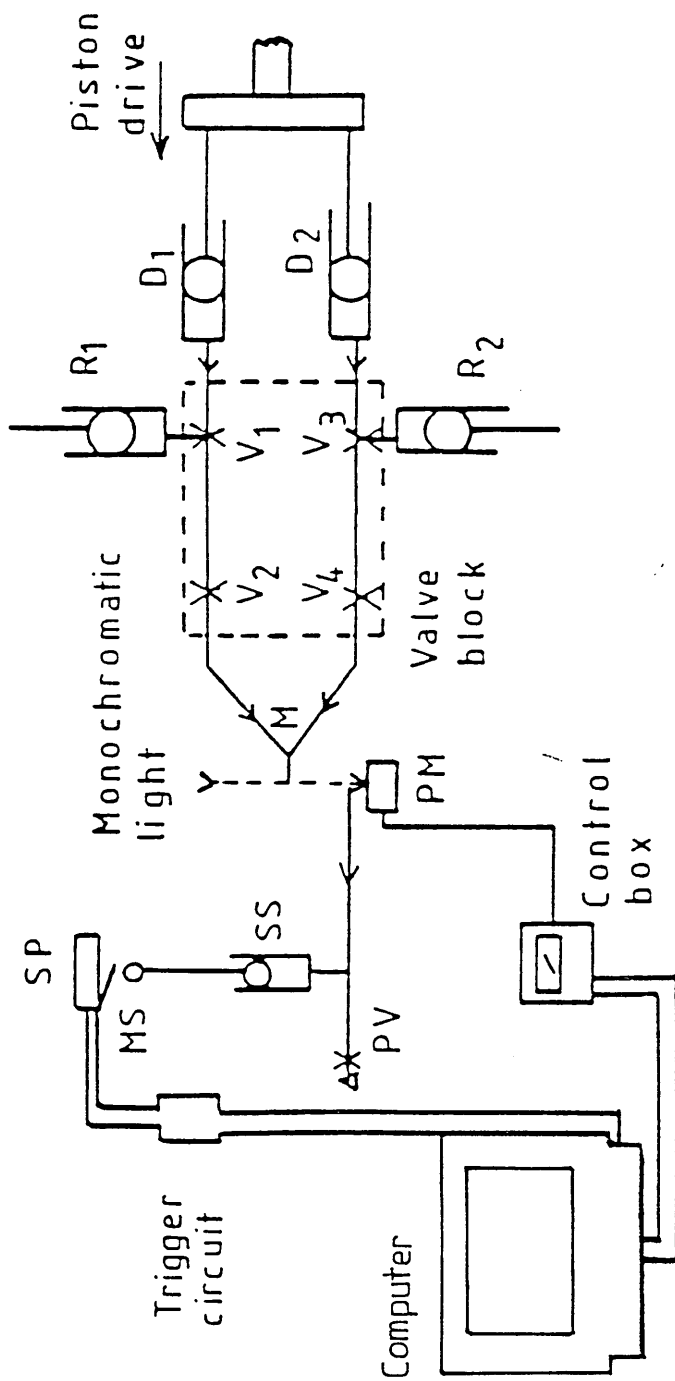 Piston
drive
D1
D2
R1
R2
V1
V3
V2
V4
Valve
block
Monochromatic
light
M
PM
SP
MS
SS
PV
Control
box
Trigger
circuit
Computer